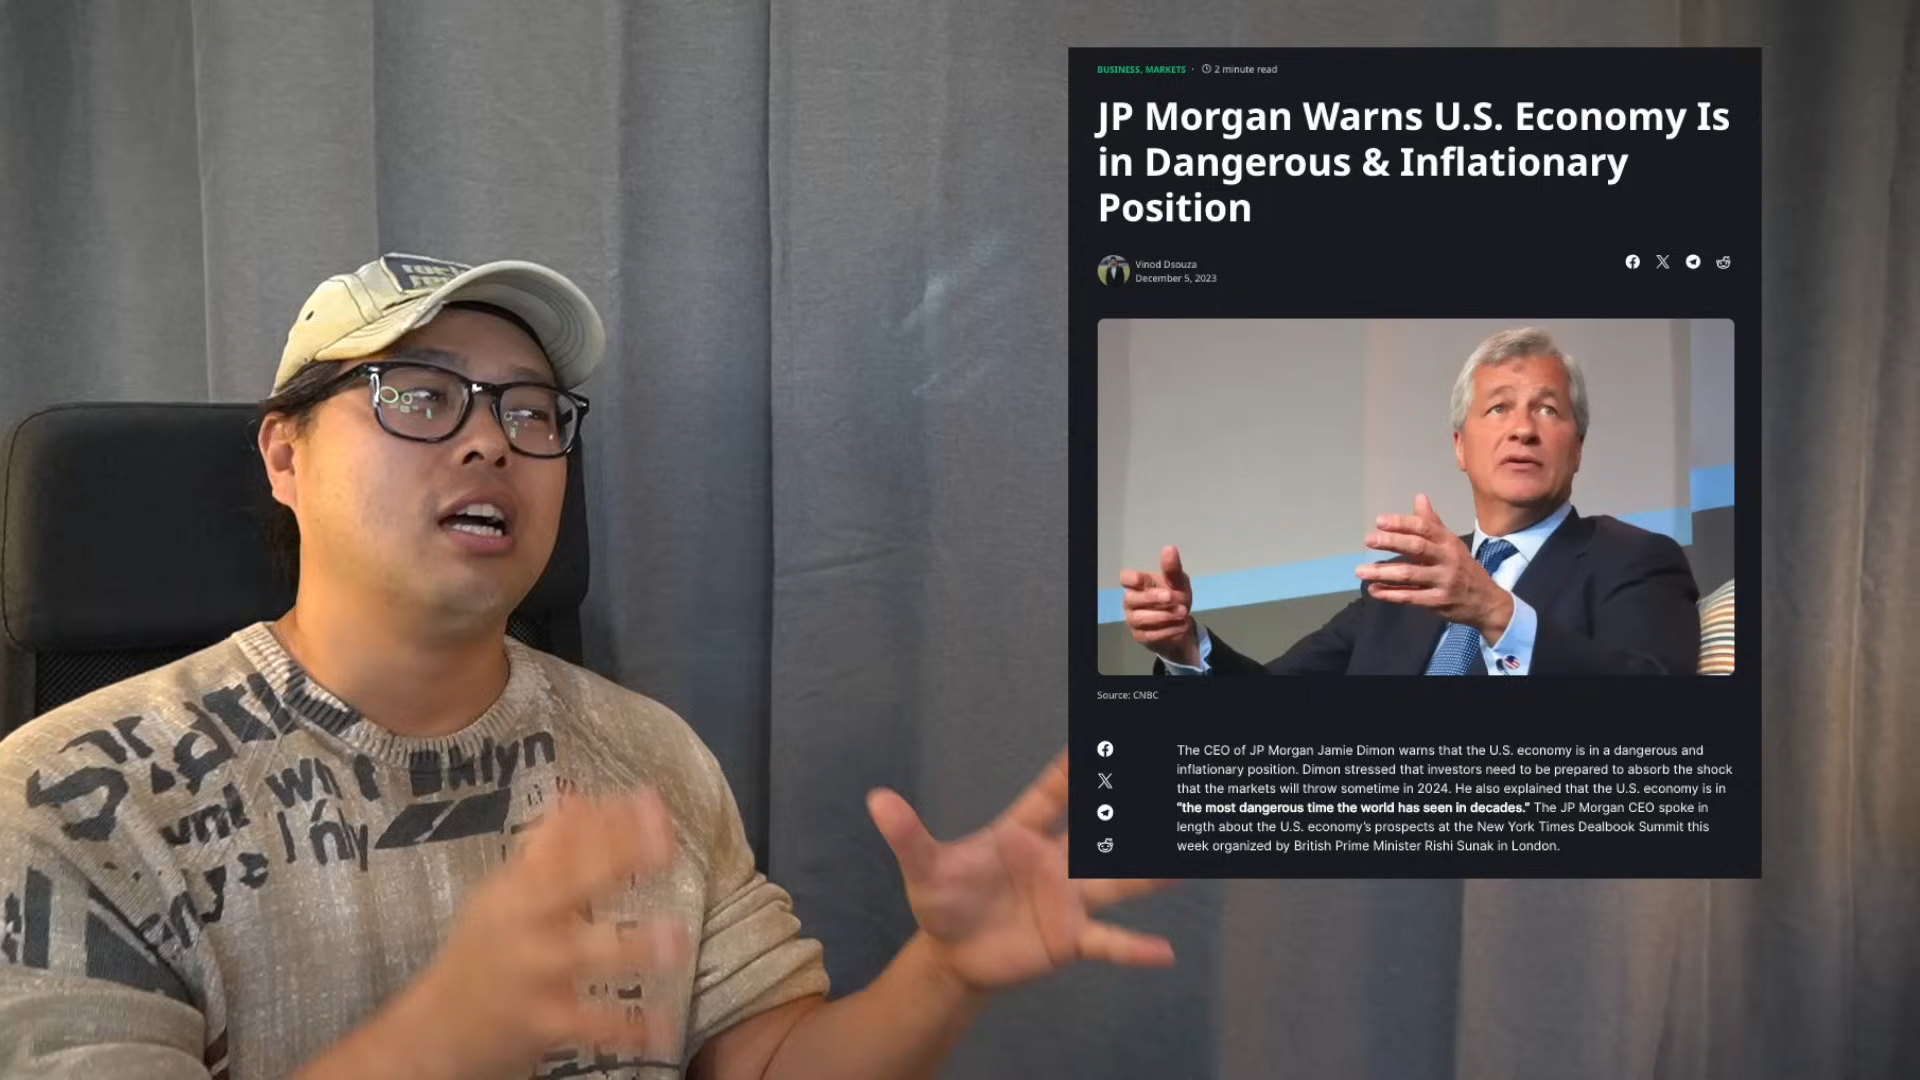 BUSINESS, MARKETS · 2 minute read
JP Morgan Warns U.S. Economy Is
in Dangerous & Inflationary
Position
Vinod Dsouza
December 5, 2023
Source: CNBC
The CEO of JP Morgan Jamie Dimon warns that the U.S. economy is in a dangerous and
inflationary position. Dimon stressed that investors need to be prepared to absorb the shock
that the markets will throw sometime in 2024. He also explained that the U.S. economy is in
“the most dangerous time the world has seen in decades.” The JP Morgan CEO spoke in
length about the U.S. economy’s prospects at the New York Times Dealbook Summit this
week organized by British Prime Minister Rishi Sunak in London.